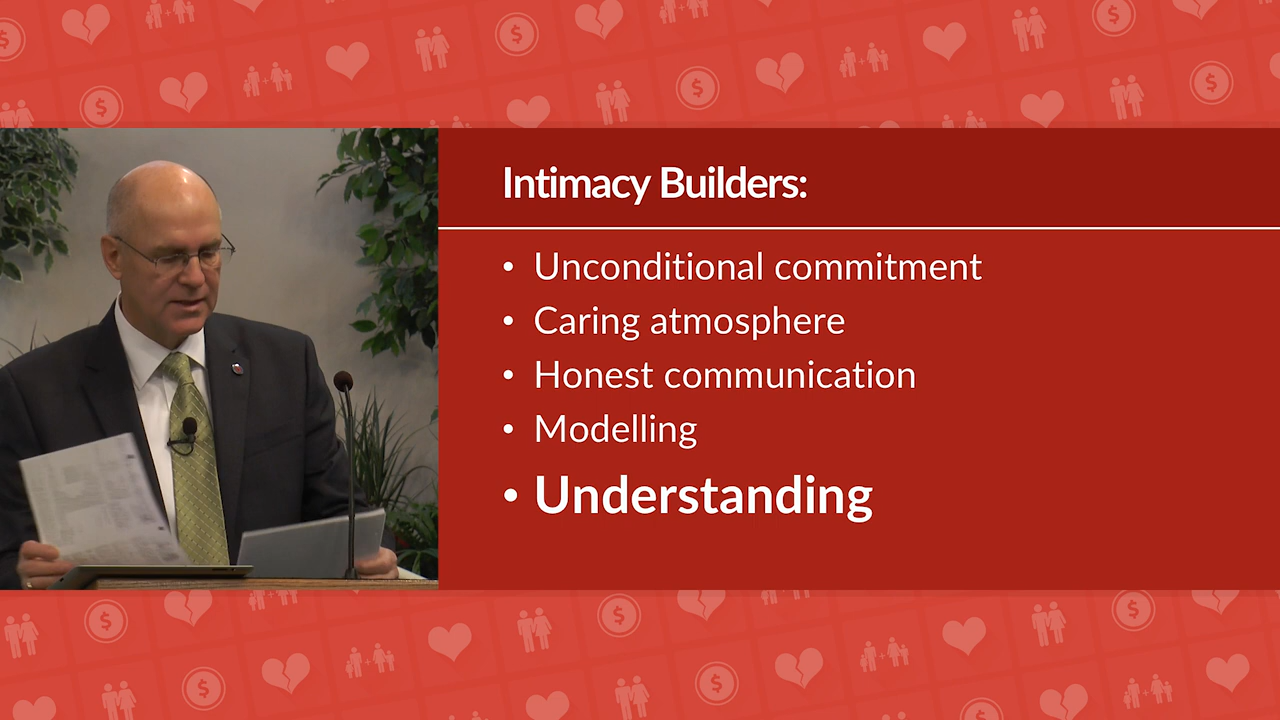 Intimacy Builders:
• Unconditional commitment
• Caring atmosphere
• Honest communication
• Modelling
• Understanding